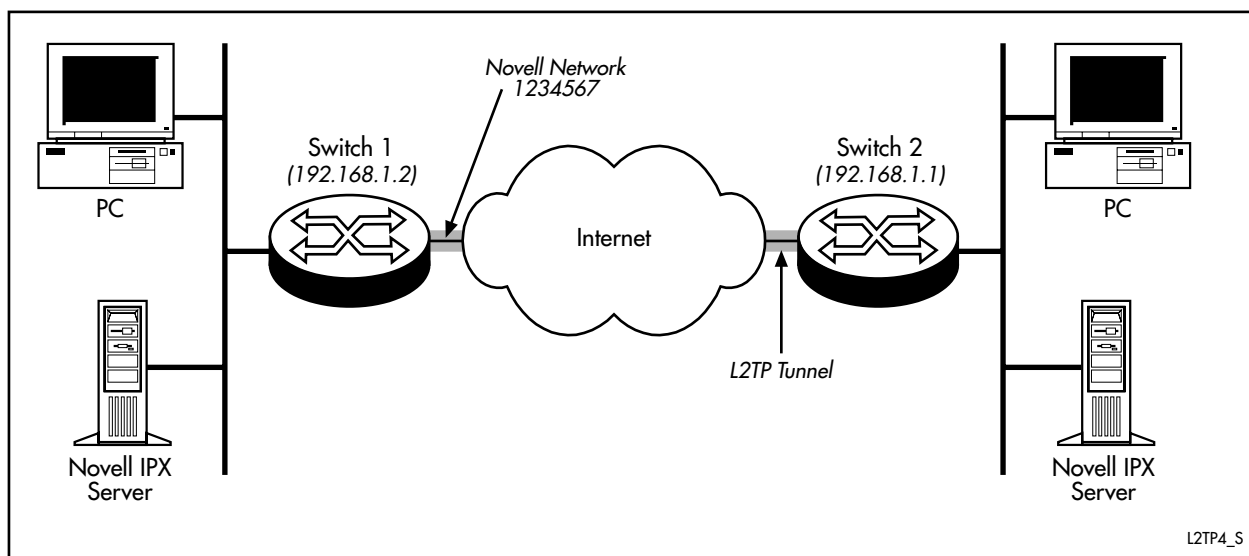 Novell Network
1234567
Switch 1
(192.168.1.2)
Switch 2
(192.168.1.1)
PC
Internet
PC
L2TP Tunnel
Novell IPX
Server
Novell IPX
Server
L2TP4_S